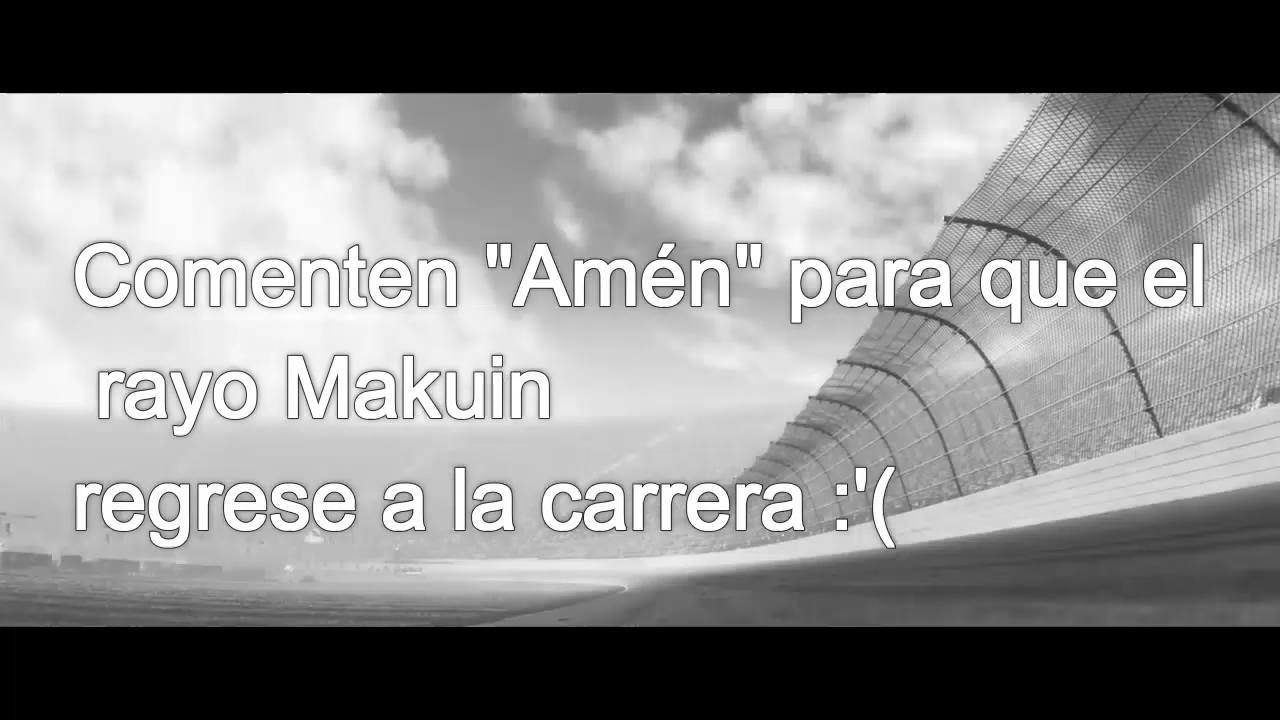 Comenten "Amén" para que el
rayo Makuin
regrese a la carrera :'(